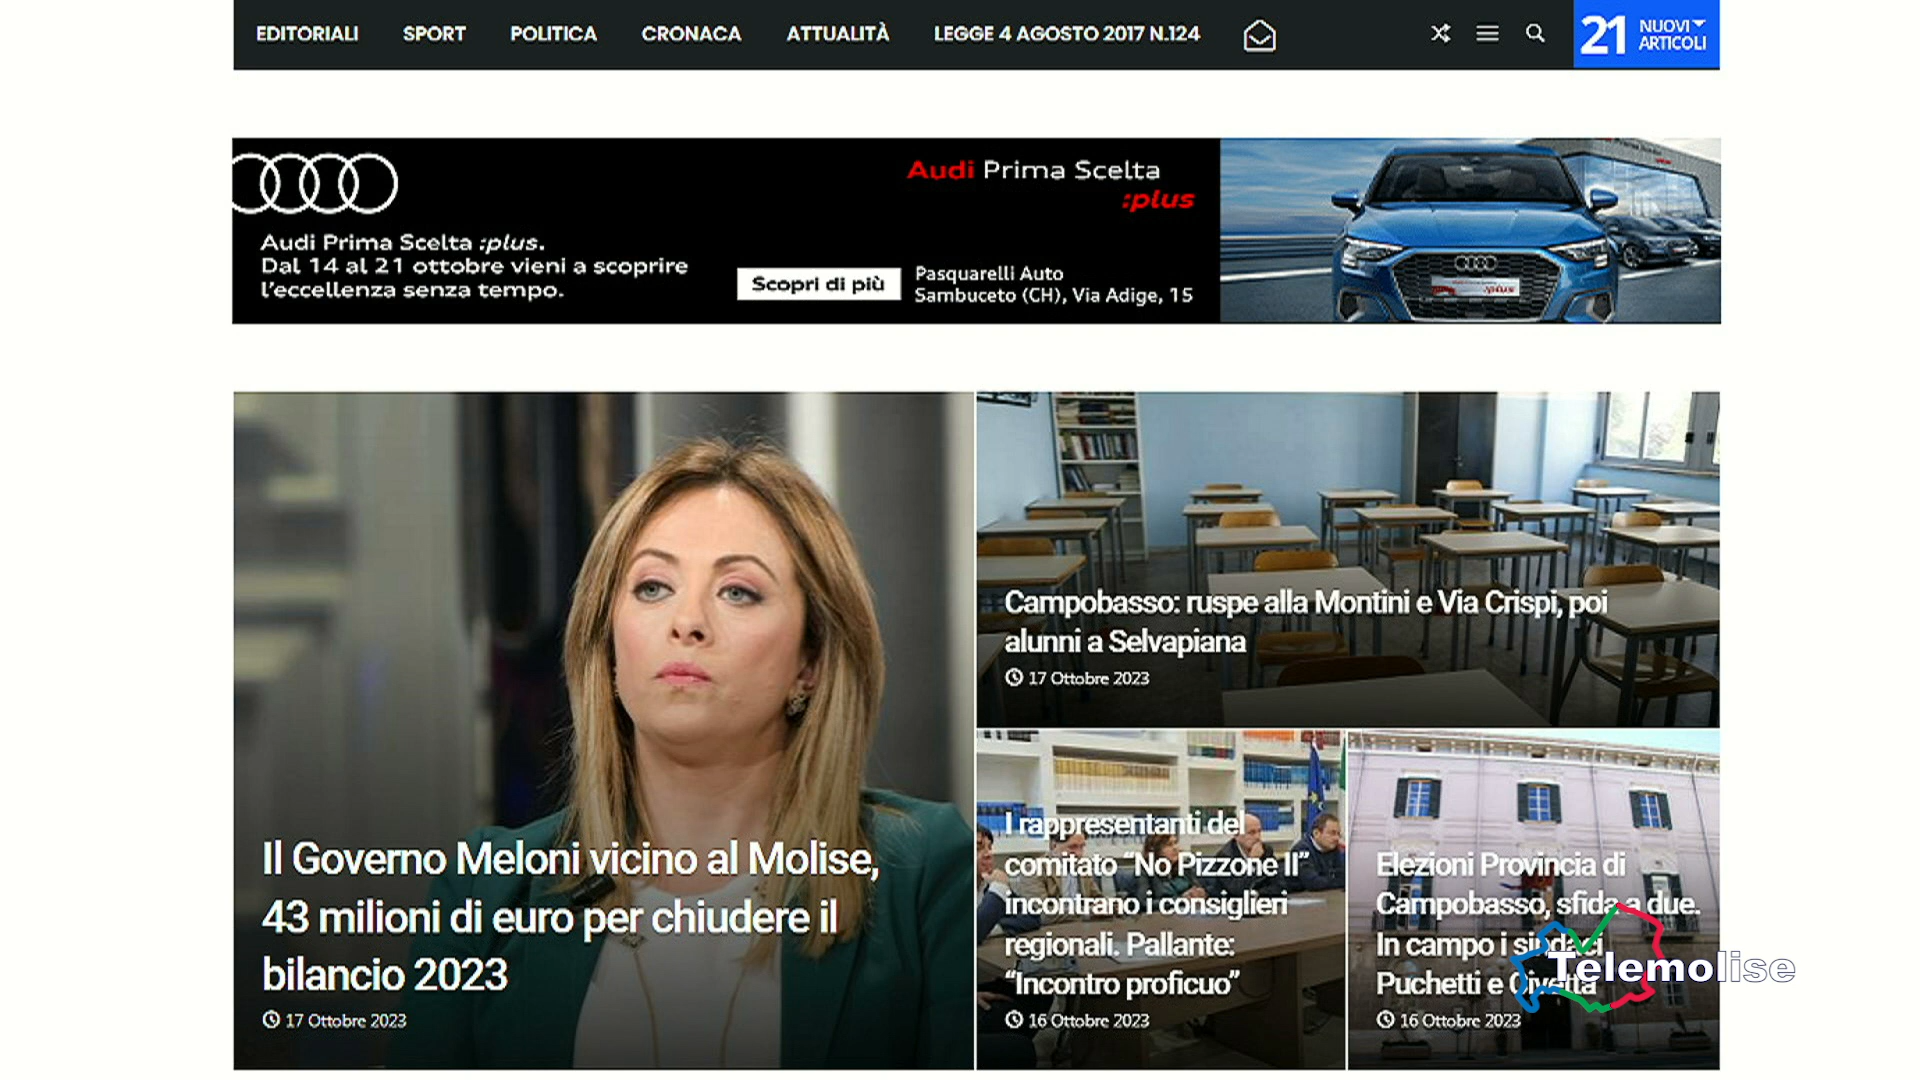 EDITORIALI SPORT POLITICA CRONACA ATTUALITÀ LEGGE 4 AGOSTO 2017 N.124
21 NUOVI
ARTICOLI
Audi Prima Scelta
:plus
Audi Prima Scelta :plus.
Dal 14 al 21 ottobre vieni a scoprire
l'eccellenza senza tempo.
Scopri di più
Pasquarelli Auto
Sambuceto (CH), Via Adige, 15
:plus
Il Governo Meloni vicino al Molise,
43 milioni di euro per chiudere il
bilancio 2023
17 Ottobre 2023
Campobasso: ruspe alla Montini e Via Crispi, poi
alunni a Selvapiana
17 Ottobre 2023
I rappresentanti del
comitato “No Pizzone II”
incontrano i consiglieri
regionali. Pallante:
“Incontro proficuo”
16 Ottobre 2023
Elezioni Provincia di
Campobasso, sfida a due.
In campo i sindaci
Puchetti e Civetta
16 Ottobre 2023
Telemolise